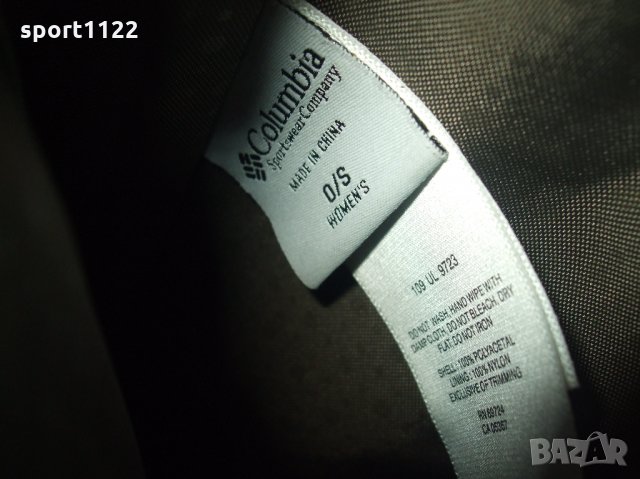 sport1122
Columbia
Sportswear Company
MADE IN CHINA
O/S
WOMEN'S
109 UL 9723
DO NOT WASH, HAND WIPE WITH
DAMP CLOTH, DO NOT BLEACH, DRY
FLAT, DO NOT IRON
SHELL: 100% POLYACETAL
LINING: 100% NYLON
EXCLUSIVE OF TRIMMING
RN 69724
CA 05367
BAZAR